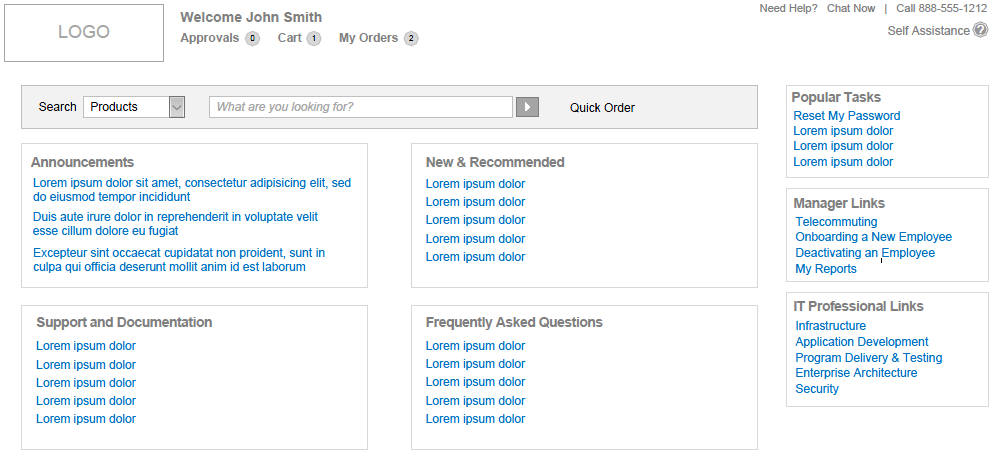 LOGO
Welcome John Smith
Approvals 0 Cart 1 My Orders 2
Need Help? Chat Now | Call 888-555-1212
Self Assistance ?
Search Products What are you looking for? Quick Order
Announcements
Lorem ipsum dolor sit amet, consectetur adipisicing elit, sed
do eiusmod tempor incididunt
Duis aute irure dolor in reprehenderit in voluptate velit
esse cillum dolore eu fugiat
Excepteur sint occaecat cupidatat non proident, sunt in
culpa qui officia deserunt mollit anim id est laborum
New & Recommended
Lorem ipsum dolor
Lorem ipsum dolor
Lorem ipsum dolor
Lorem ipsum dolor
Lorem ipsum dolor
Support and Documentation
Lorem ipsum dolor
Lorem ipsum dolor
Lorem ipsum dolor
Lorem ipsum dolor
Lorem ipsum dolor
Frequently Asked Questions
Lorem ipsum dolor
Lorem ipsum dolor
Lorem ipsum dolor
Lorem ipsum dolor
Lorem ipsum dolor
Popular Tasks
Reset My Password
Lorem ipsum dolor
Lorem ipsum dolor
Lorem ipsum dolor
Manager Links
Telecommuting
Onboarding a New Employee
Deactivating an Employee
My Reports
IT Professional Links
Infrastructure
Application Development
Program Delivery & Testing
Enterprise Architecture
Security